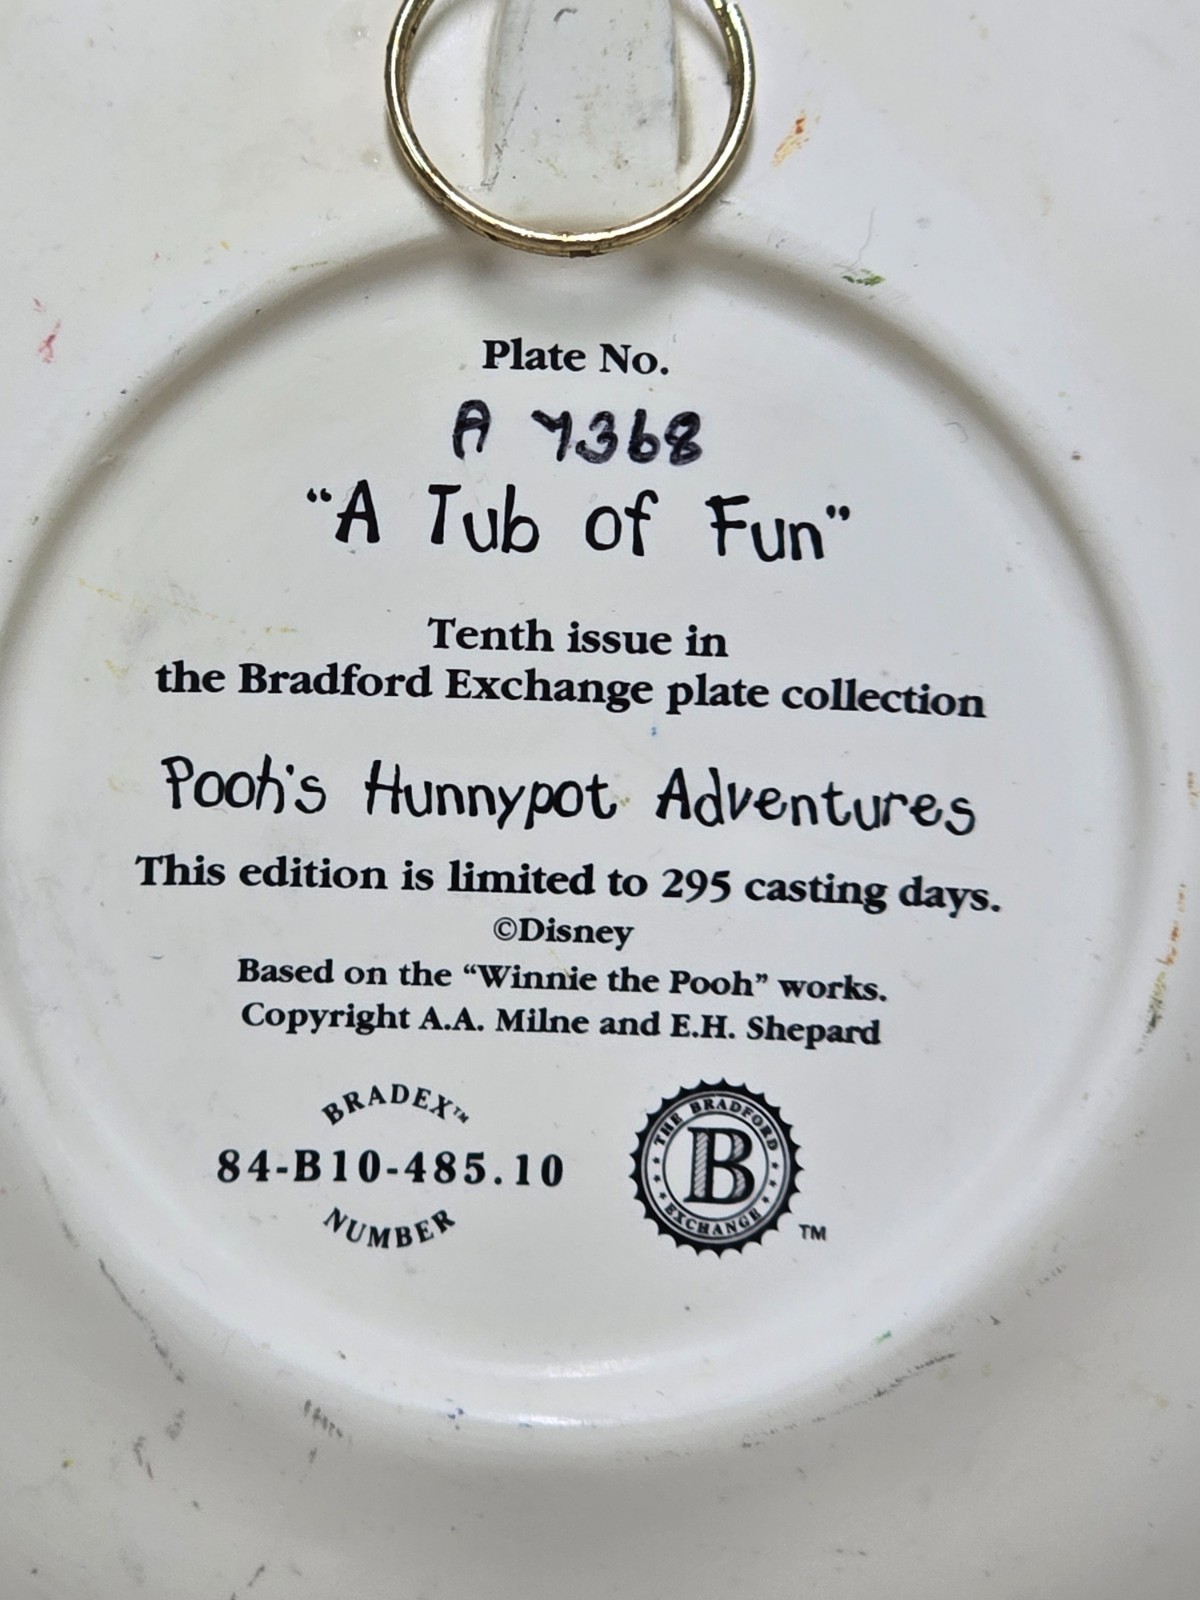 Plate No.
A 7368
"A Tub of Fun"
Tenth issue in
the Bradford Exchange plate collection
Pooh's Hunnypot Adventures
This edition is limited to 295 casting days.
©Disney
Based on the "Winnie the Pooh" works.
Copyright A.A. Milne and E.H. Shepard
BRADEX™
84-B10-485.10
NUMBER
THE BRADFORD
B
EXCHANGE
TM